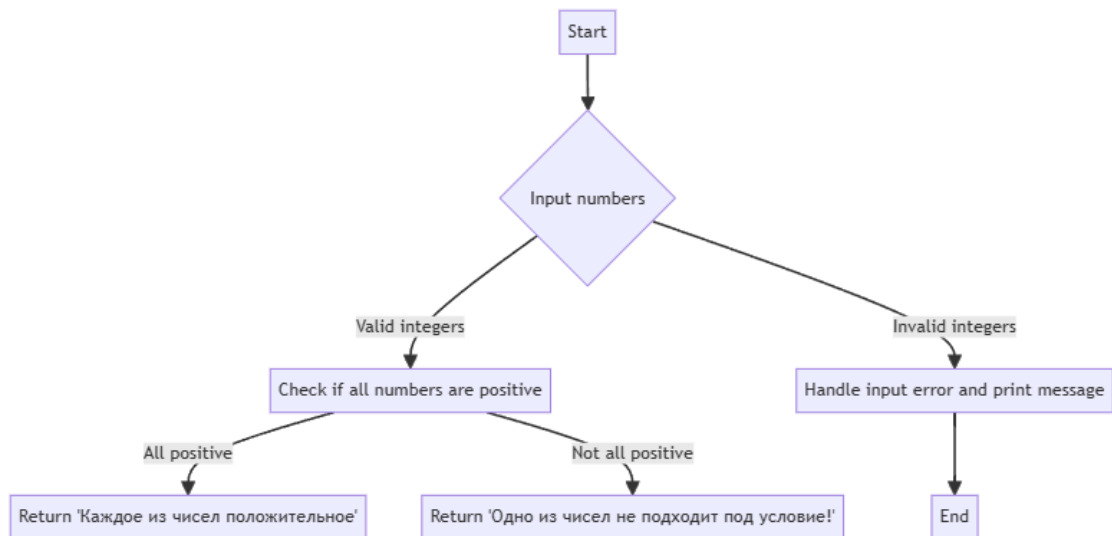 Start
Input numbers
Valid integers
Invalid integers
Check if all numbers are positive
Handle input error and print message
All positive
Not all positive
Return 'Каждое из чисел положительное'
Return 'Одно из чисел не подходит под условие!'
End